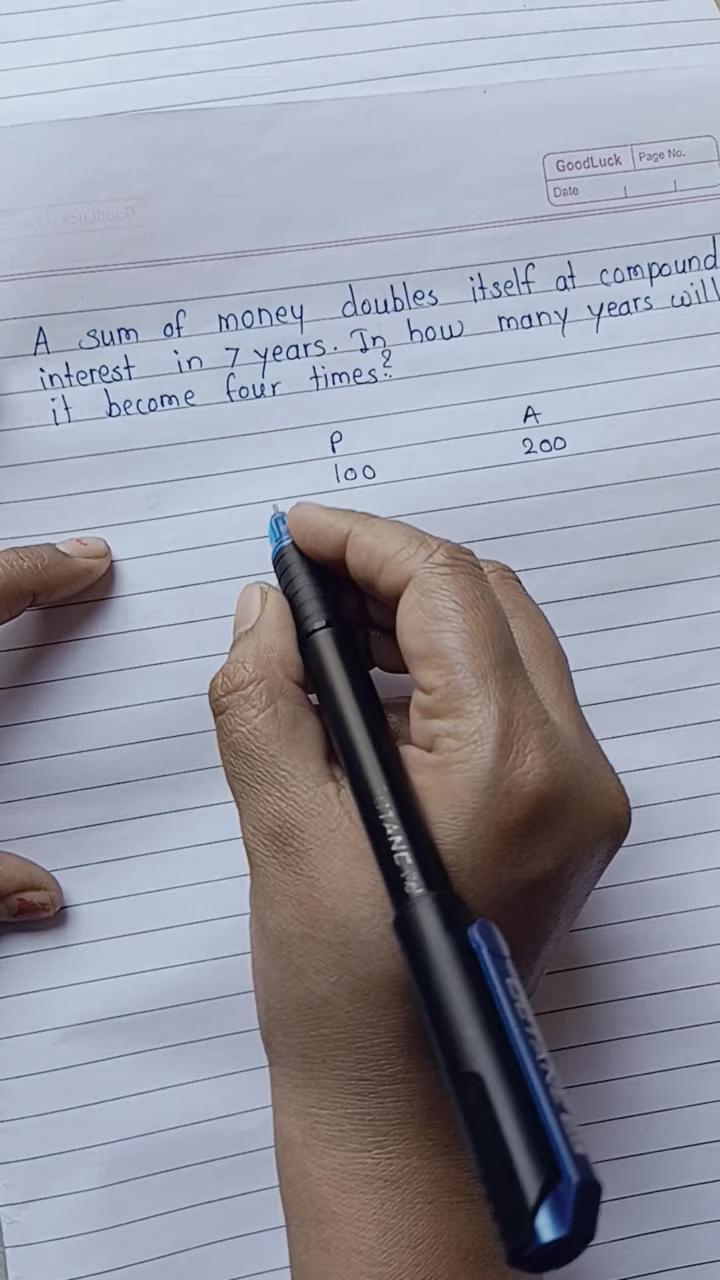 GoodLuck Page No.
Date
A sum of money doubles itself at compound
interest in 7 years. In how many years will
it become four times?
P A
100 200